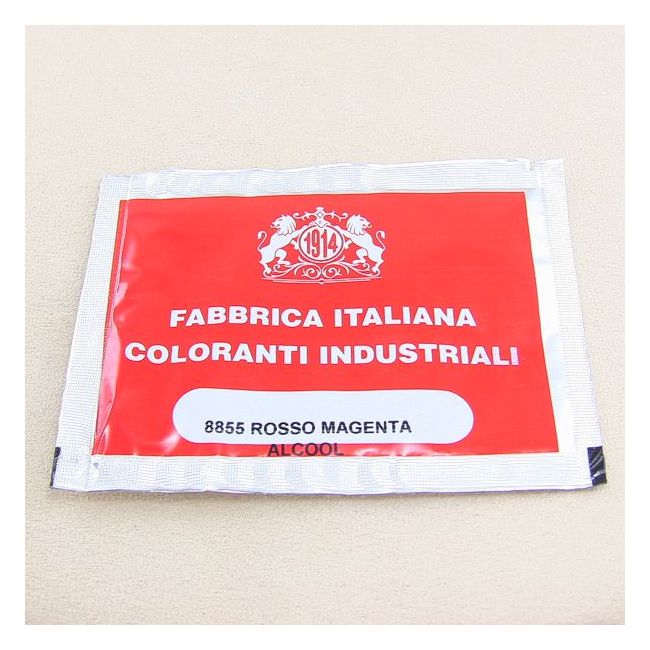 1914
FABBRICA ITALIANA
COLORANTI INDUSTRIALI
8855 ROSSO MAGENTA
ALCOOL